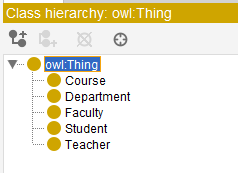 Class hierarchy: owl:Thing
owl:Thing
Course
Department
Faculty
Student
Teacher